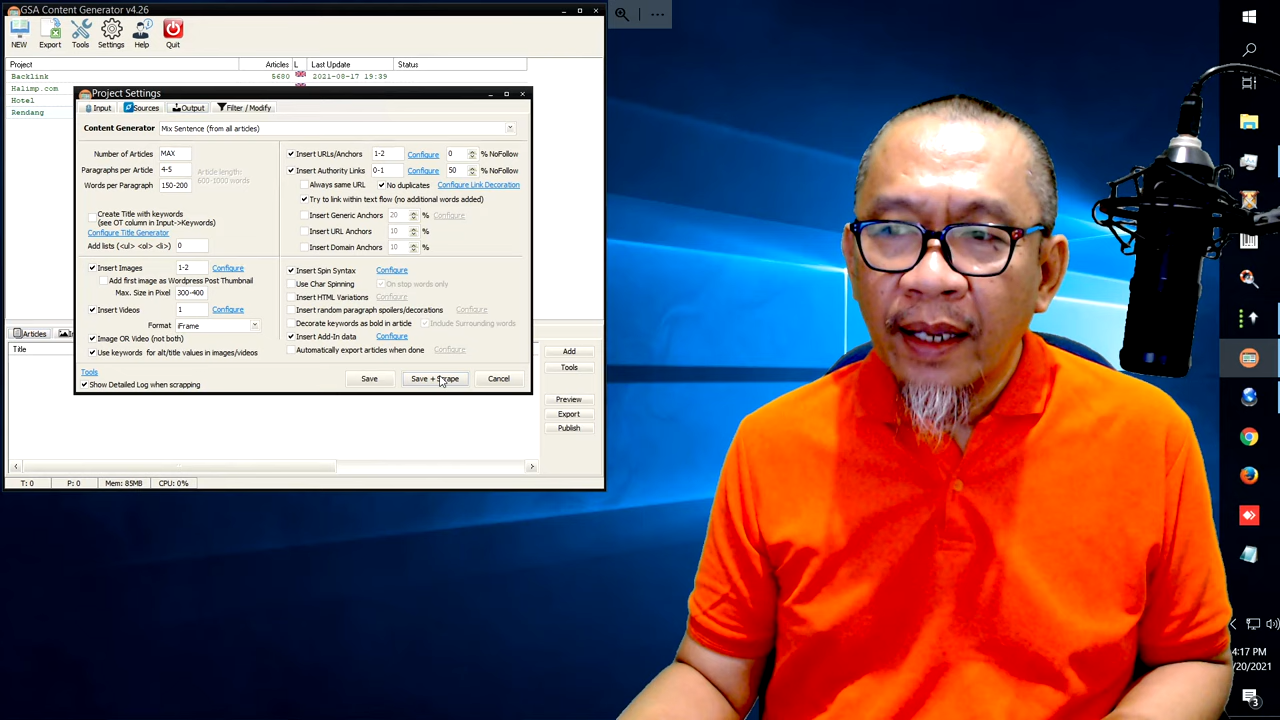 GSA Content Generator v4.26
NEW Export Tools Settings Help Quit
Project Articles L Last Update Status
Backlink 5680 2021-08-17 19:39
Halimp.com
Hotel
Rendang
Project Settings
Input Sources Output Filter / Modify
Content Generator Mix Sentence (from all articles)
Number of Articles MAX
Paragraphs per Article 4-5
Words per Paragraph 150-200
Article length:
600-1000 words
Create Title with keywords
(see OT column in Input->Keywords)
Configure Title Generator
Add lists (<ul> <ol> <li>) 0
Insert Images 1-2 Configure
Add first image as Wordpress Post Thumbnail
Max. Size in Pixel 300-400
Insert Videos 1 Configure
Format iFrame
Image OR Video (not both)
Use keywords for alt/title values in images/videos
Insert URLs/Anchors 1-2 Configure 0 % NoFollow
Insert Authority Links 0-1 Configure 50 % NoFollow
Always same URL No duplicates Configure Link Decoration
Try to link within text flow (no additional words added)
Insert Generic Anchors 20 % Configure
Insert URL Anchors 10 %
Insert Domain Anchors 10 %
Insert Spin Syntax Configure
Use Char Spinning On stop words only
Insert HTML Variations Configure
Insert random paragraph spoilers/decorations Configure
Decorate keywords as bold in article Include Surrounding words
Insert Add-In data Configure
Automatically export articles when done Configure
Tools
Show Detailed Log when scrapping
Save Save + Scrape Cancel
Articles
Title
Add
Tools
Preview
Export
Publish
T: 0 P: 0 Mem: 85MB CPU: 0%
4:17 PM
/20/2021
3